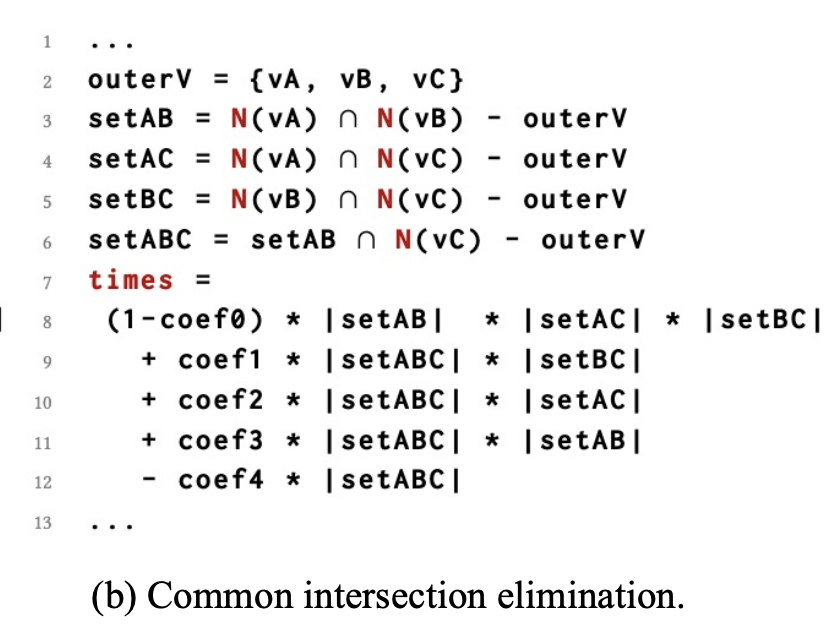 1 ...
2 outerV = {vA, vB, vC}
3 setAB = N(vA) ∩ N(vB) - outerV
4 setAC = N(vA) ∩ N(vC) - outerV
5 setBC = N(vB) ∩ N(vC) - outerV
6 setABC = setAB ∩ N(vC) - outerV
7 times =
8 (1-coef0) * |setAB| * |setAC| * |setBC|
9 + coef1 * |setABC| * |setBC|
10 + coef2 * |setABC| * |setAC|
11 + coef3 * |setABC| * |setAB|
12 - coef4 * |setABC|
13 ...
(b) Common intersection elimination.